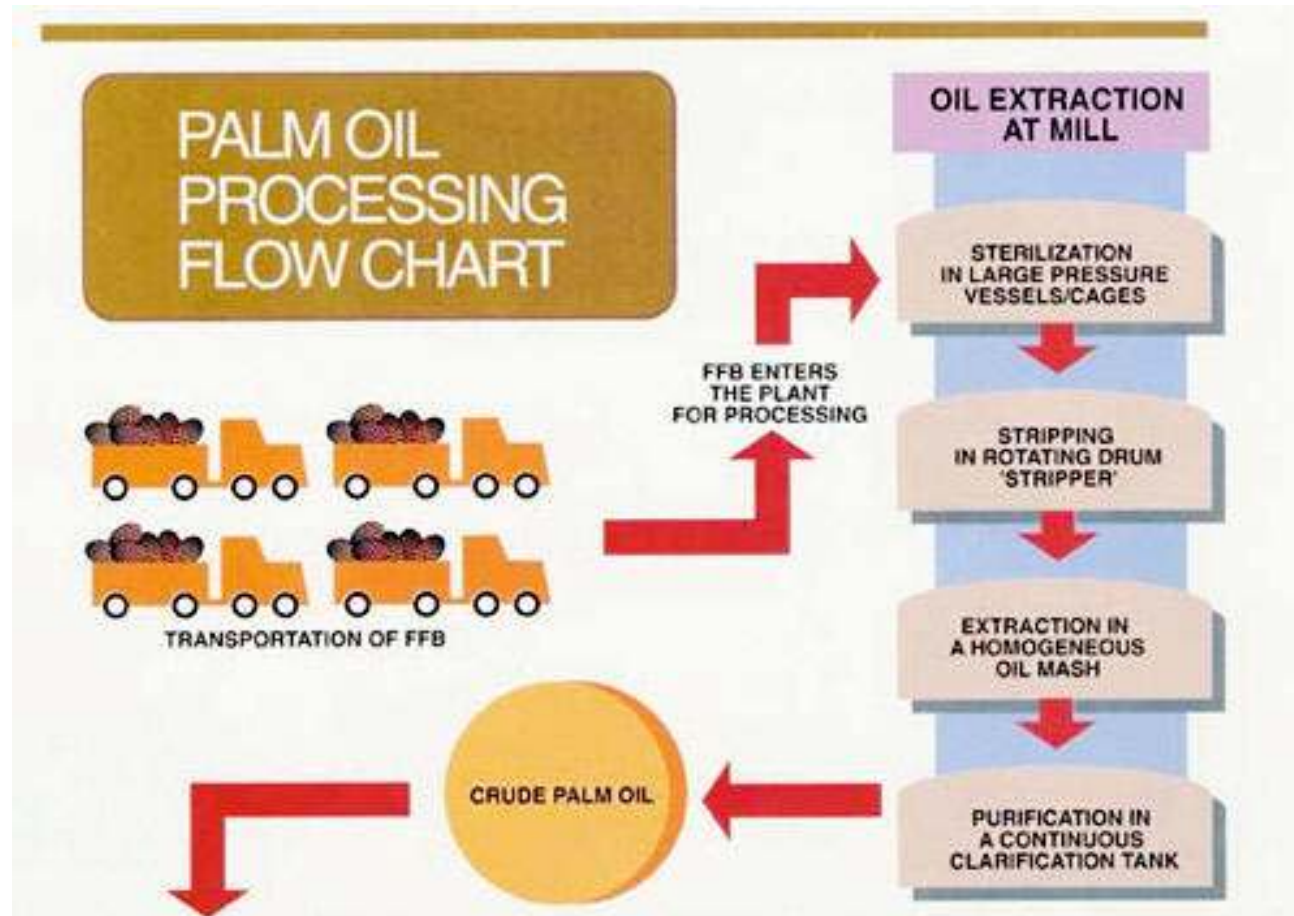 PALM OIL
PROCESSING
FLOW CHART
TRANSPORTATION OF FFB
FFB ENTERS
THE PLANT
FOR PROCESSING
OIL EXTRACTION
AT MILL
STERILIZATION
IN LARGE PRESSURE
VESSELS/CAGES
STRIPPING
IN ROTATING DRUM
'STRIPPER'
EXTRACTION IN
A HOMOGENEOUS
OIL MASH
PURIFICATION IN
A CONTINUOUS
CLARIFICATION TANK
CRUDE PALM OIL